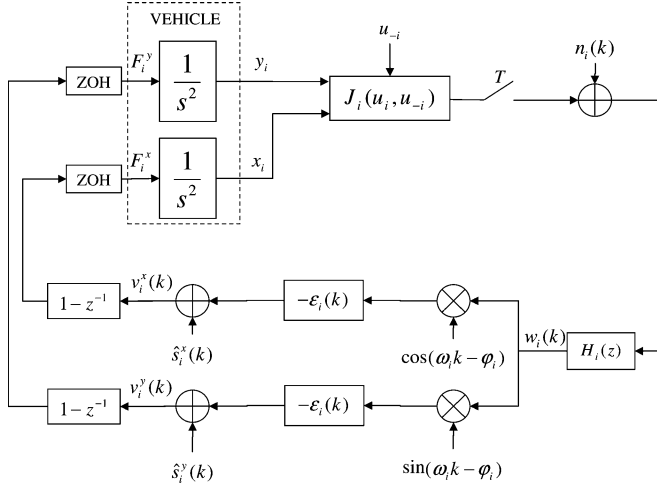 VEHICLE
u_{-i}
n_i(k)
ZOH
F_i^y
1/s^2
y_i
J_i(u_i, u_{-i})
T
ZOH
F_i^x
1/s^2
x_i
1 − z^{-1}
v_i^x(k)
−ε_i(k)
ŝ_i^x(k)
cos(ω_i k − φ_i)
w_i(k)
H_i(z)
1 − z^{-1}
v_i^y(k)
−ε_i(k)
ŝ_i^y(k)
sin(ω_i k − φ_i)